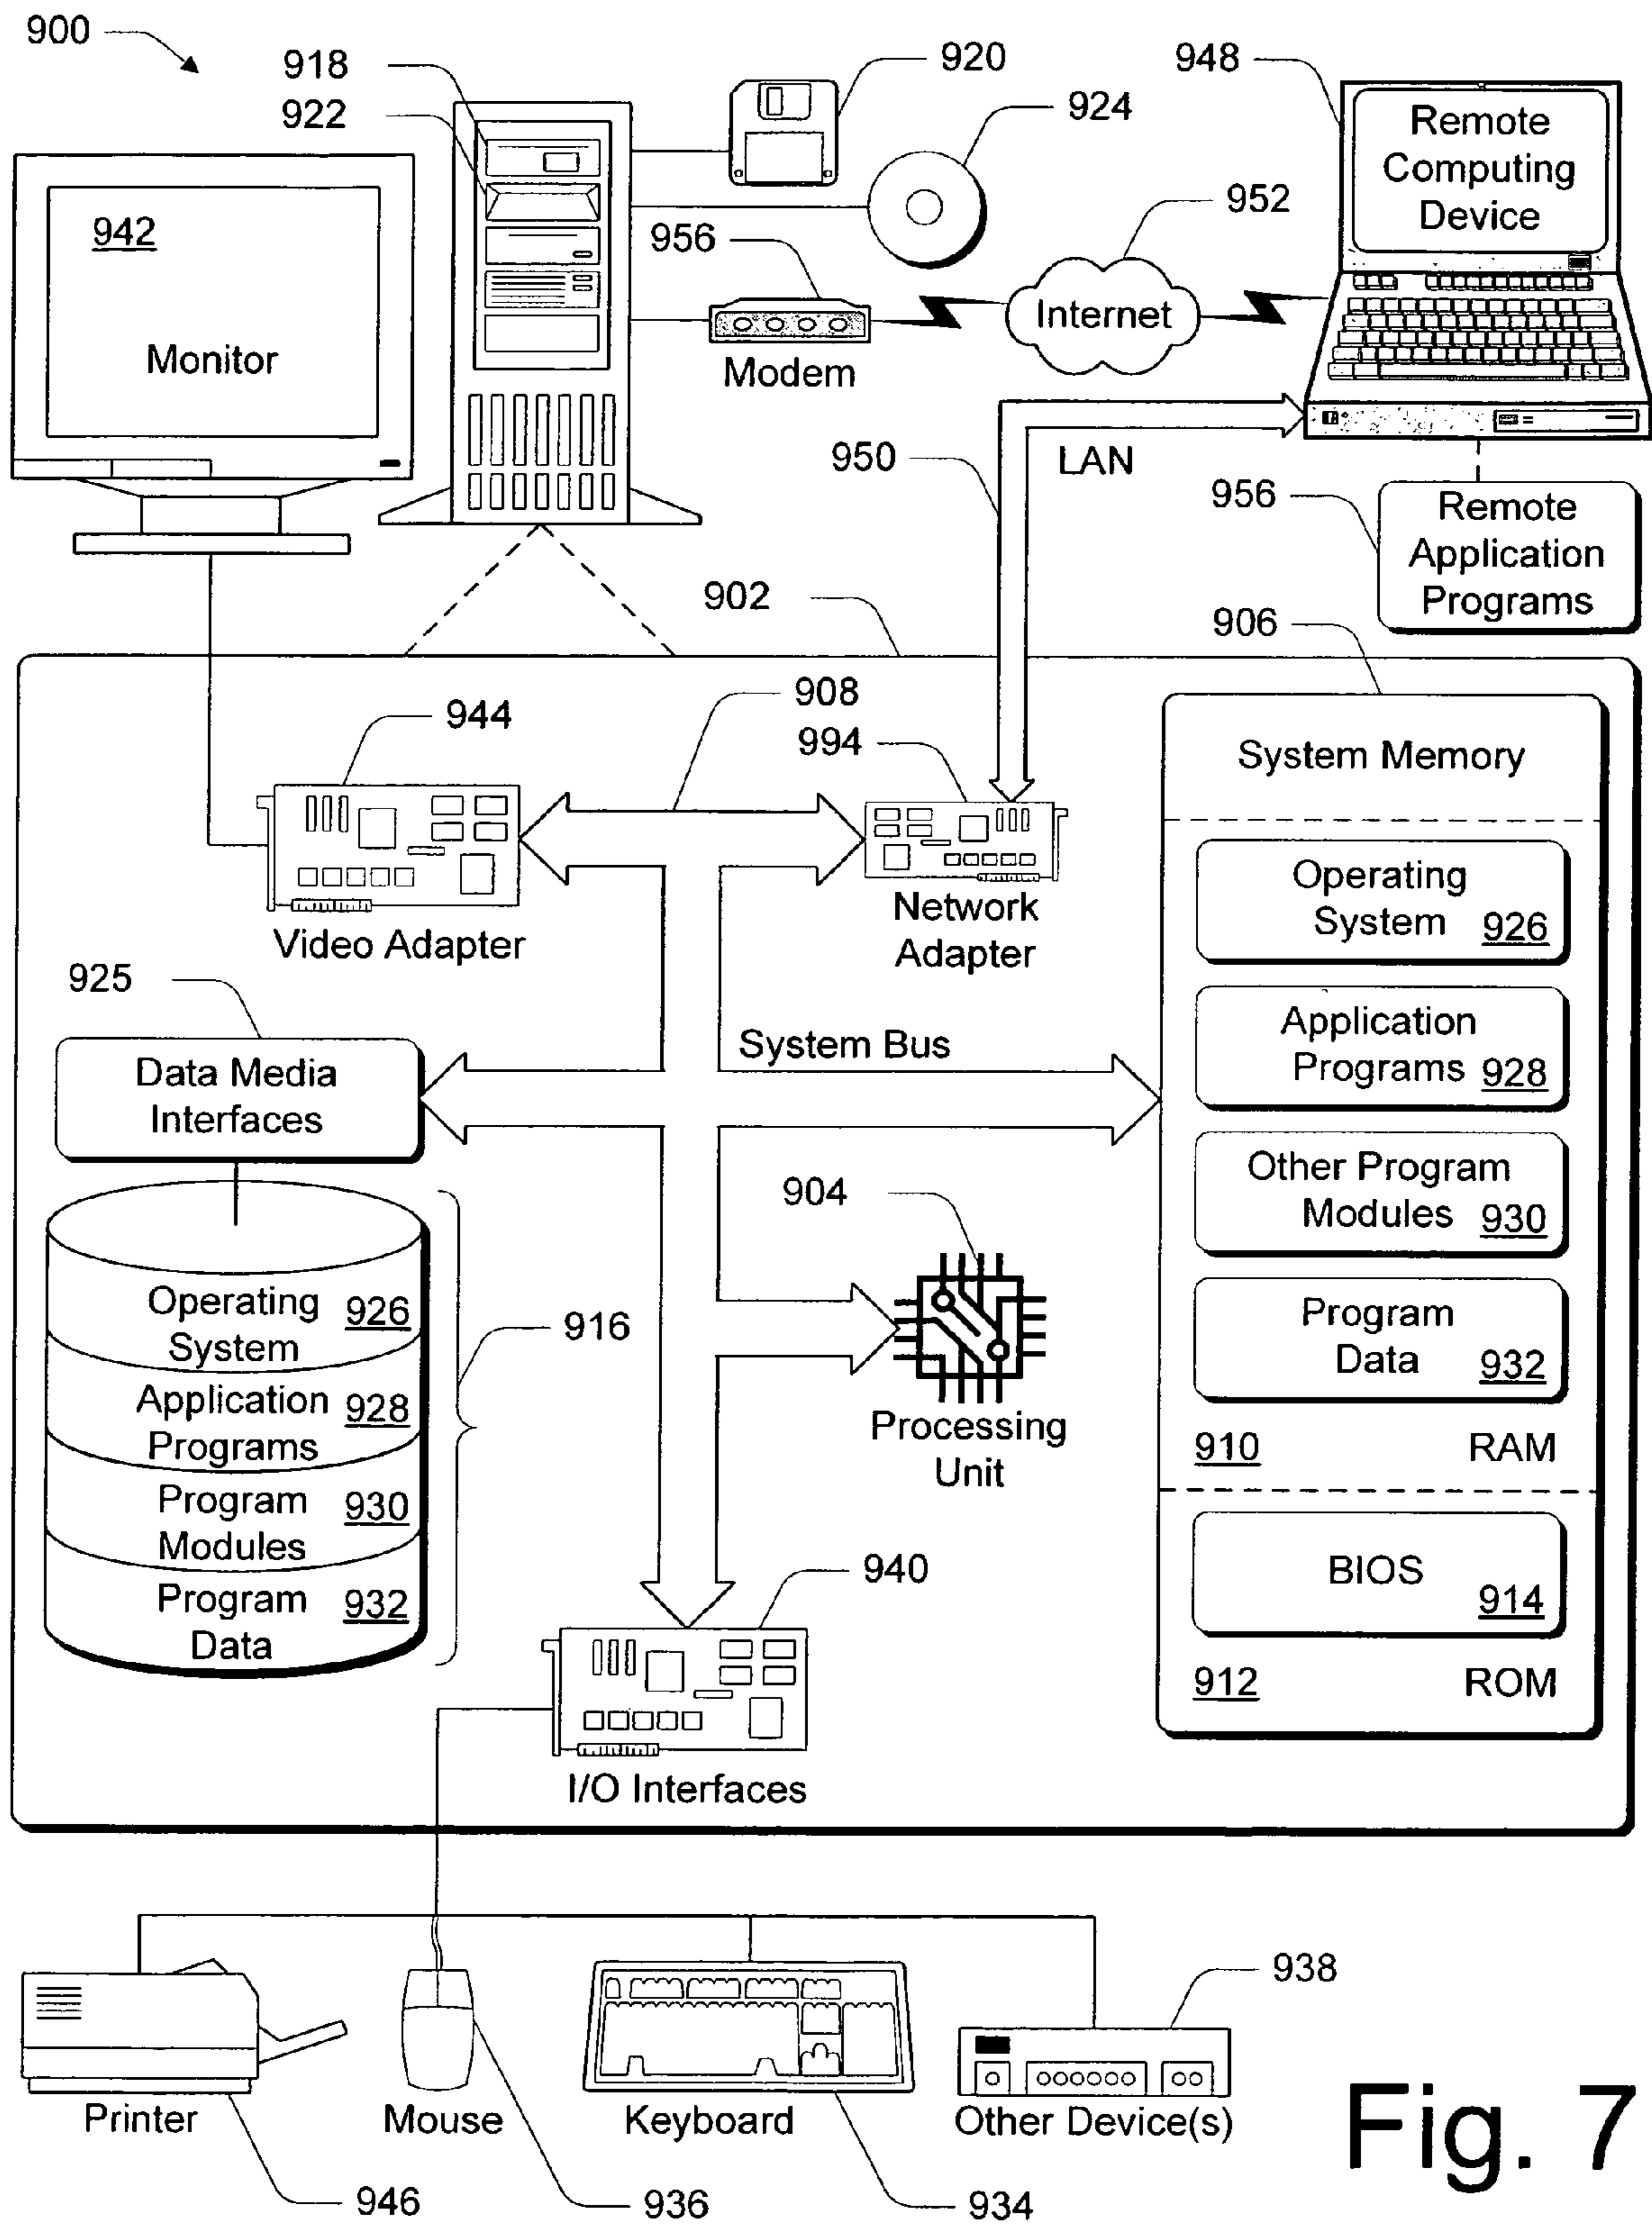 900
918
922
920
924
948
Remote
Computing
Device
942
Monitor
956
Modem
952
Internet
950
LAN
956
Remote
Application
Programs
902
906
908
944
994
Video Adapter
Network
Adapter
System Memory
Operating
System 926
Application
Programs 928
Other Program
Modules 930
Program
Data 932
910 RAM
BIOS
914
912 ROM
925
Data Media
Interfaces
System Bus
904
Processing
Unit
Operating 926
System
Application 928
Programs
Program 930
Modules
Program 932
Data
916
940
I/O Interfaces
938
Printer
Mouse
Keyboard
Other Device(s)
946
936
934
Fig. 7